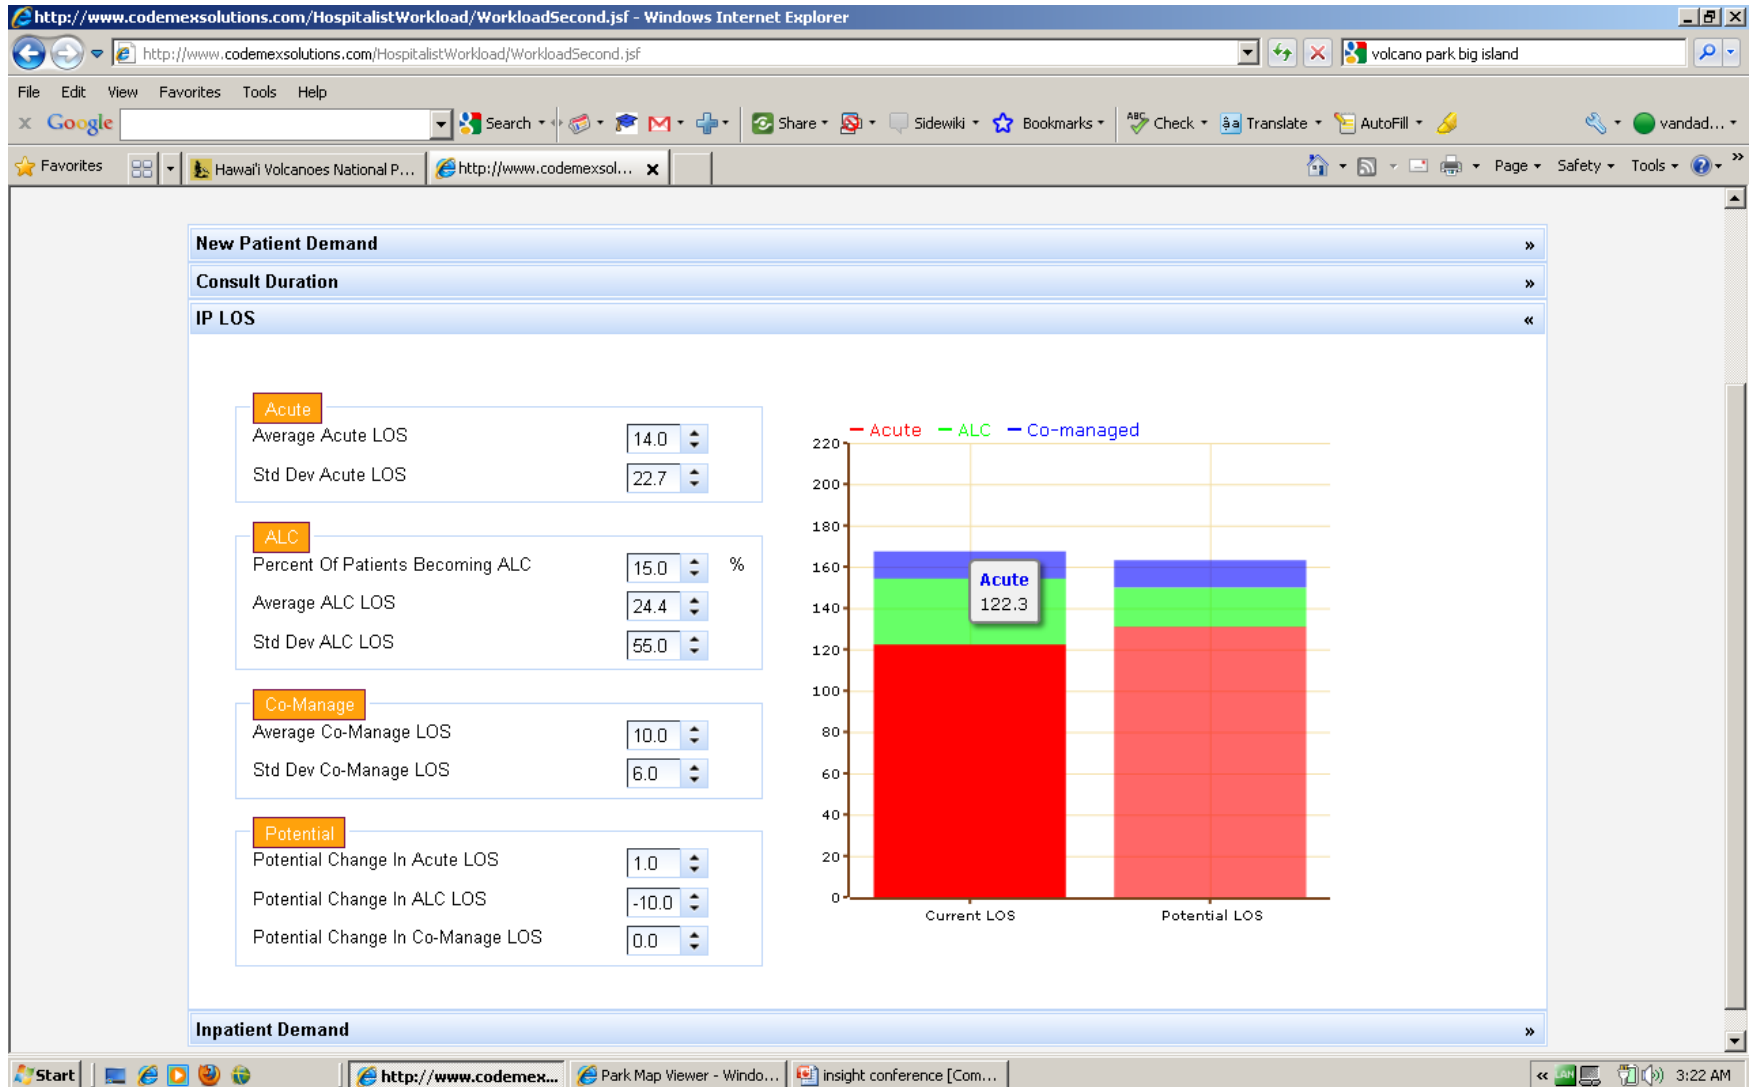 http://www.codemexsolutions.com/HospitalistWorkload/WorkloadSecond.jsf - Windows Internet Explorer
http://www.codemexsolutions.com/HospitalistWorkload/WorkloadSecond.jsf volcano park big island
File Edit View Favorites Tools Help
x Google Search Share Sidewiki Bookmarks ABC Check Translate AutoFill vandad...
Favorites Hawai'i Volcanoes National P... http://www.codemexsol... Page Safety Tools »
New Patient Demand »
Consult Duration »
IP LOS «
Acute
Average Acute LOS 14.0
Std Dev Acute LOS 22.7
ALC
Percent Of Patients Becoming ALC 15.0 %
Average ALC LOS 24.4
Std Dev ALC LOS 55.0
Co-Manage
Average Co-Manage LOS 10.0
Std Dev Co-Manage LOS 6.0
Potential
Potential Change In Acute LOS 1.0
Potential Change In ALC LOS -10.0
Potential Change In Co-Manage LOS 0.0
Acute ALC Co-managed
220
200
180
160
140
120
100
80
60
40
20
0
Acute
122.3
Current LOS Potential LOS
Inpatient Demand »
Start http://www.codemex... Park Map Viewer - Windo... insight conference [Com... « LAN 3:22 AM